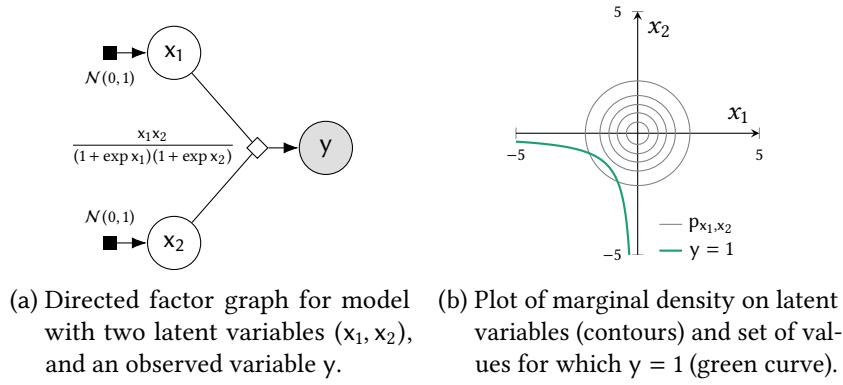 x₁
N(0, 1)
x₁x₂
(1 + exp x₁)(1 + exp x₂)
y
N(0, 1)
x₂
5
x₂
x₁
−5
5
p_{x₁,x₂}
y = 1
−5
(a) Directed factor graph for model
with two latent variables (x₁, x₂),
and an observed variable y.
(b) Plot of marginal density on latent
variables (contours) and set of val-
ues for which y = 1 (green curve).